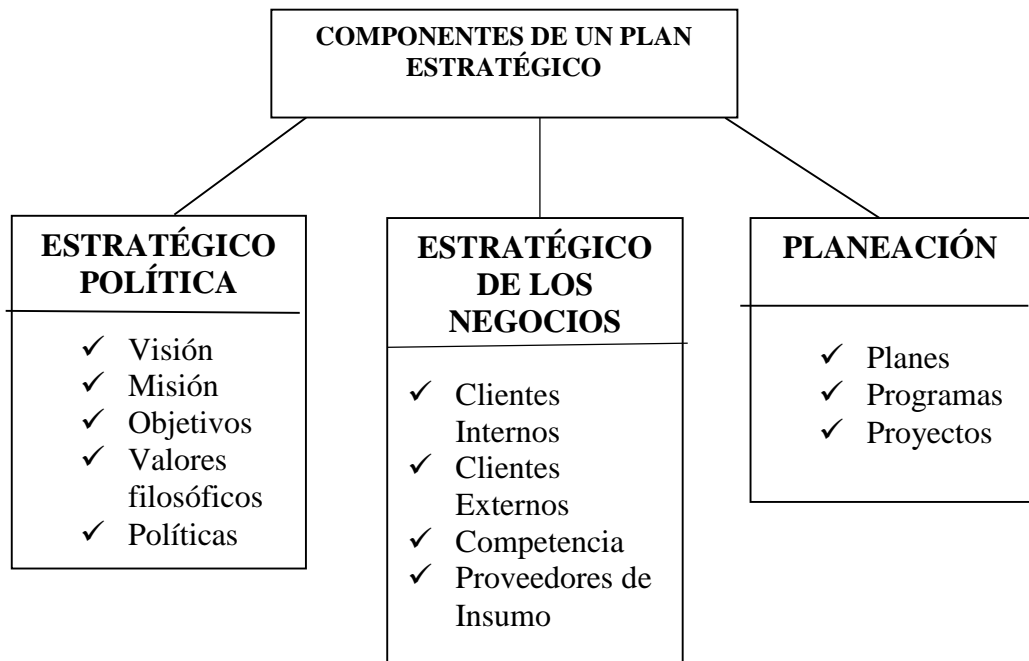 COMPONENTES DE UN PLAN
ESTRATÉGICO
ESTRATÉGICO
POLÍTICA
✓ Visión
✓ Misión
✓ Objetivos
✓ Valores
filosóficos
✓ Políticas
ESTRATÉGICO
DE LOS
NEGOCIOS
✓ Clientes
Internos
✓ Clientes
Externos
✓ Competencia
✓ Proveedores de
Insumo
PLANEACIÓN
✓ Planes
✓ Programas
✓ Proyectos